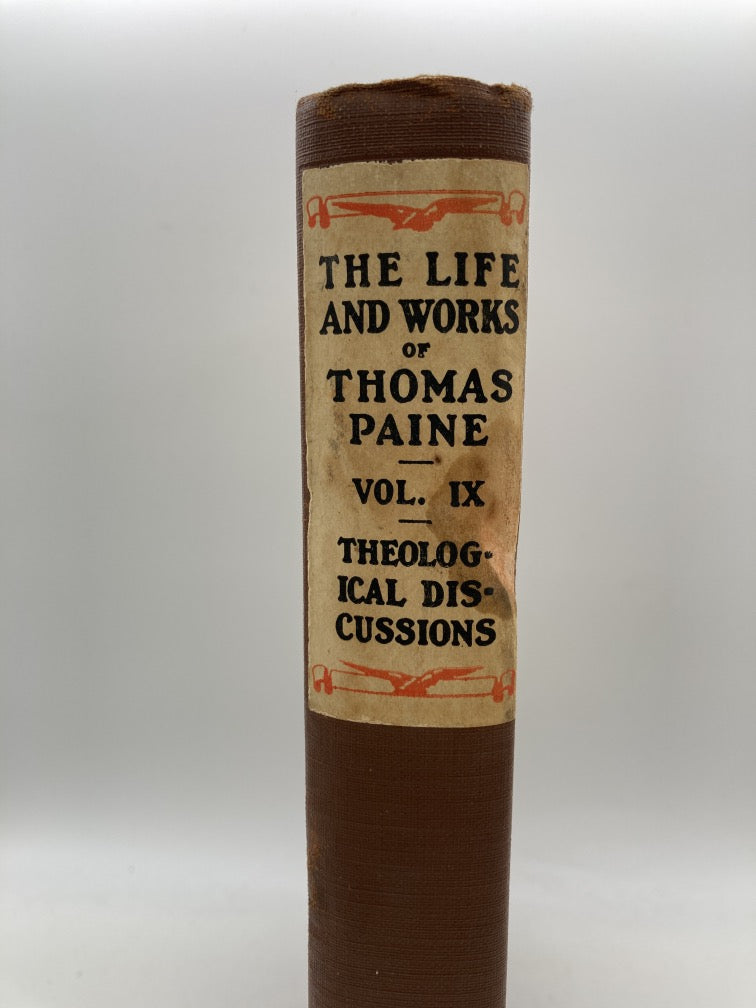 THE LIFE
AND WORKS
OF
THOMAS
PAINE
VOL. IX
THEOLOG-
ICAL DIS-
CUSSIONS